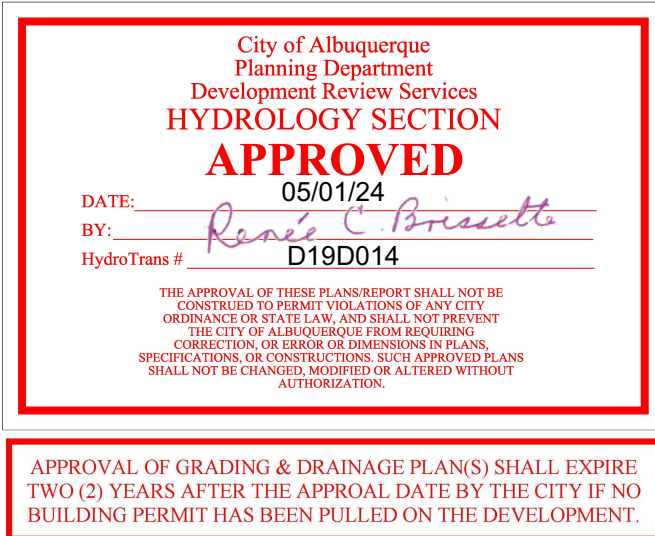 City of Albuquerque
Planning Department
Development Review Services
HYDROLOGY SECTION
APPROVED
DATE: 05/01/24
BY: Renée C. Brissette
HydroTrans # D19D014
THE APPROVAL OF THESE PLANS/REPORT SHALL NOT BE
CONSTRUED TO PERMIT VIOLATIONS OF ANY CITY
ORDINANCE OR STATE LAW, AND SHALL NOT PREVENT
THE CITY OF ALBUQUERQUE FROM REQUIRING
CORRECTION, OR ERROR OR DIMENSIONS IN PLANS,
SPECIFICATIONS, OR CONSTRUCTIONS. SUCH APPROVED PLANS
SHALL NOT BE CHANGED, MODIFIED OR ALTERED WITHOUT
AUTHORIZATION.
APPROVAL OF GRADING & DRAINAGE PLAN(S) SHALL EXPIRE
TWO (2) YEARS AFTER THE APPROAL DATE BY THE CITY IF NO
BUILDING PERMIT HAS BEEN PULLED ON THE DEVELOPMENT.